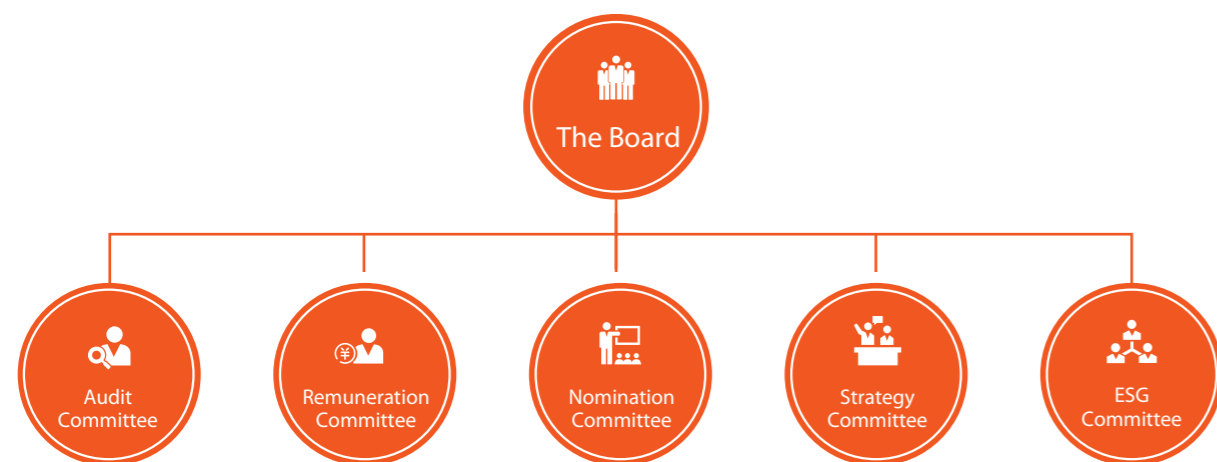 The Board
Audit
Committee
Remuneration
Committee
Nomination
Committee
Strategy
Committee
ESG
Committee
¥